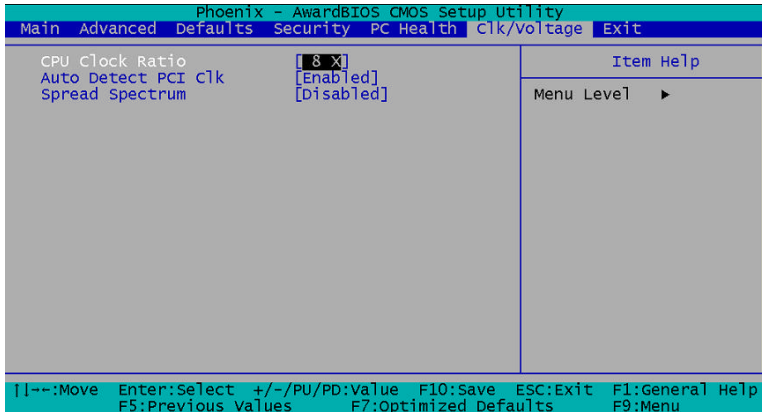 Phoenix - AwardBIOS CMOS Setup Utility
Main Advanced Defaults Security PC Health Clk/Voltage Exit
CPU Clock Ratio [ 8 X] Item Help
Auto Detect PCI Clk [Enabled]
Spread Spectrum [Disabled] Menu Level ►
↑↓→←:Move Enter:Select +/-/PU/PD:Value F10:Save ESC:Exit F1:General Help
F5:Previous Values F7:Optimized Defaults F9:Menu